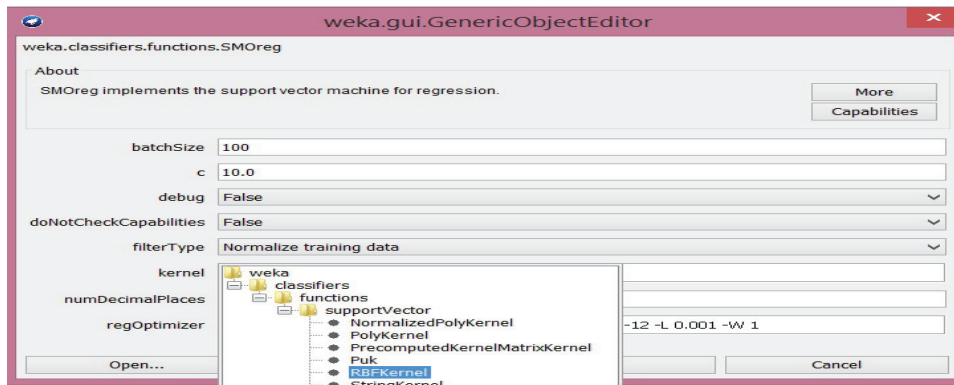 weka.gui.GenericObjectEditor
weka.classifiers.functions.SMOreg
About
SMOreg implements the support vector machine for regression.
More
Capabilities
batchSize 100
c 10.0
debug False
doNotCheckCapabilities False
filterType Normalize training data
kernel
weka
classifiers
numDecimalPlaces
functions
supportVector
regOptimizer
NormalizedPolyKernel
-12 -L 0.001 -W 1
PolyKernel
PrecomputedKernelMatrixKernel
Open...
Puk
Cancel
RBFKernel
StringKernel